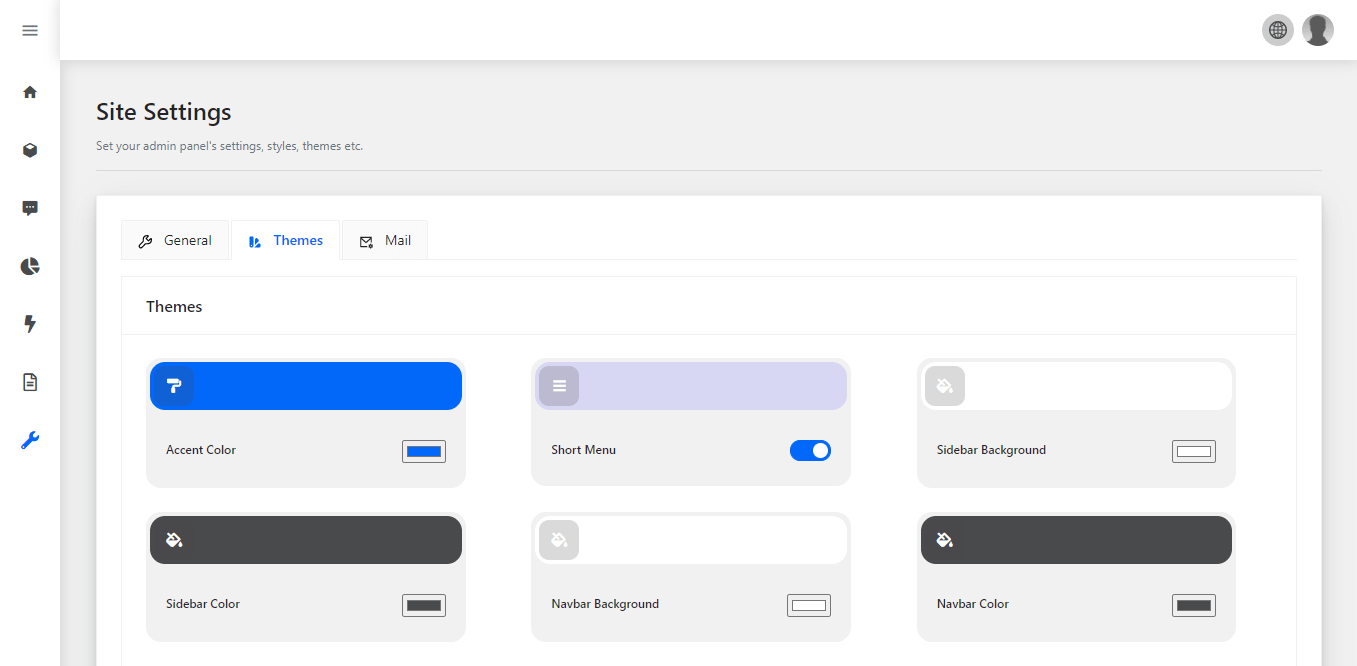 Site Settings
Set your admin panel's settings, styles, themes etc.
General
Themes
Mail
Themes
Accent Color
Short Menu
Sidebar Background
Sidebar Color
Navbar Background
Navbar Color